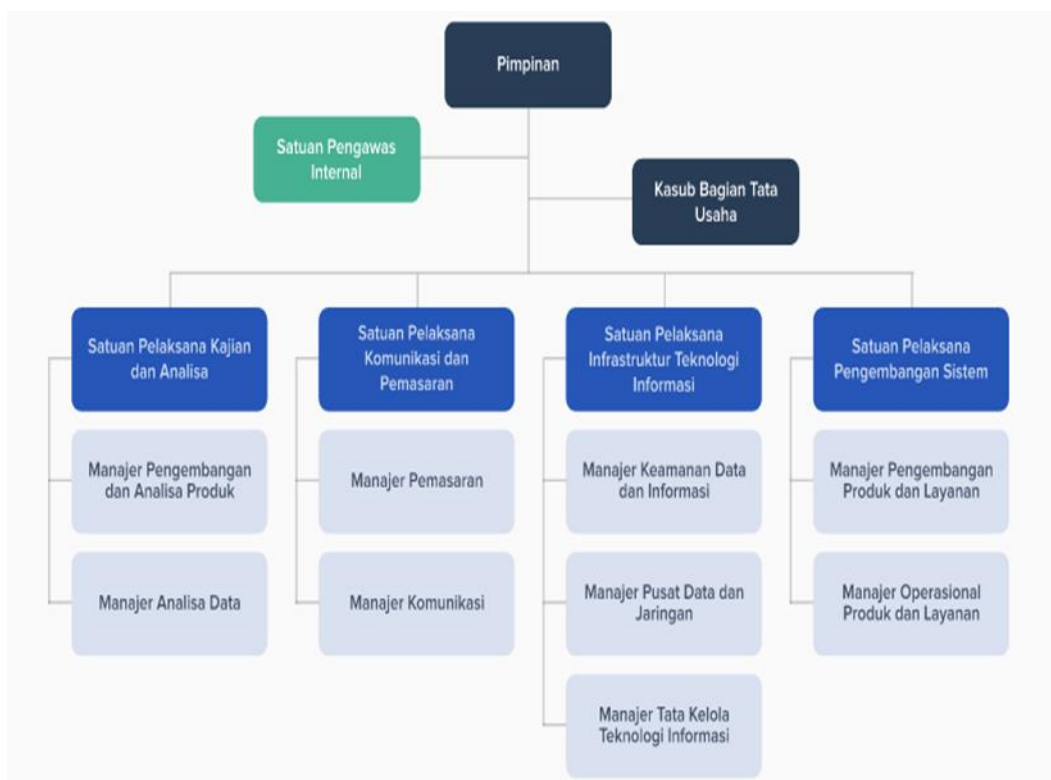 Pimpinan
Satuan Pengawas
Internal
Kasub Bagian Tata
Usaha
Satuan Pelaksana Kajian
dan Analisa
Satuan Pelaksana
Komunikasi dan
Pemasaran
Satuan Pelaksana
Infrastruktur Teknologi
Informasi
Satuan Pelaksana
Pengembangan Sistem
Manajer Pengembangan
dan Analisa Produk
Manajer Pemasaran
Manajer Keamanan Data
dan Informasi
Manajer Pengembangan
Produk dan Layanan
Manajer Analisa Data
Manajer Komunikasi
Manajer Pusat Data dan
Jaringan
Manajer Operasional
Produk dan Layanan
Manajer Tata Kelola
Teknologi Informasi